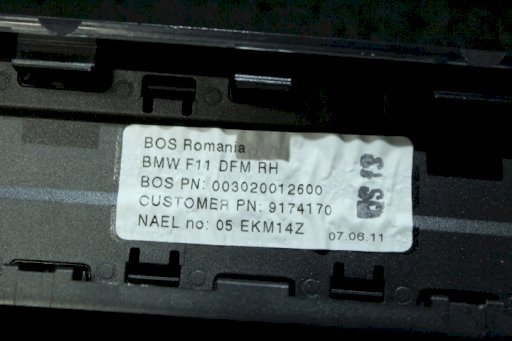 BOS Romania
BMW F11 DFM RH
BOS PN: 003020012600
CUSTOMER PN: 9174170
NAEL no: 05 EKM14Z
07.06.11